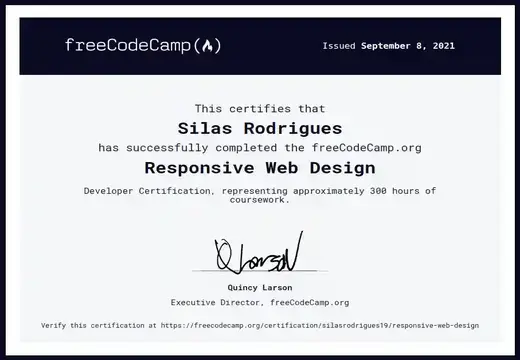 freeCodeCamp(🔥)
Issued September 8, 2021
This certifies that
Silas Rodrigues
has successfully completed the freeCodeCamp.org
Responsive Web Design
Developer Certification, representing approximately 300 hours of
coursework.
Q Larson
Quincy Larson
Executive Director, freeCodeCamp.org
Verify this certification at https://freecodecamp.org/certification/silasrodrigues19/responsive-web-design